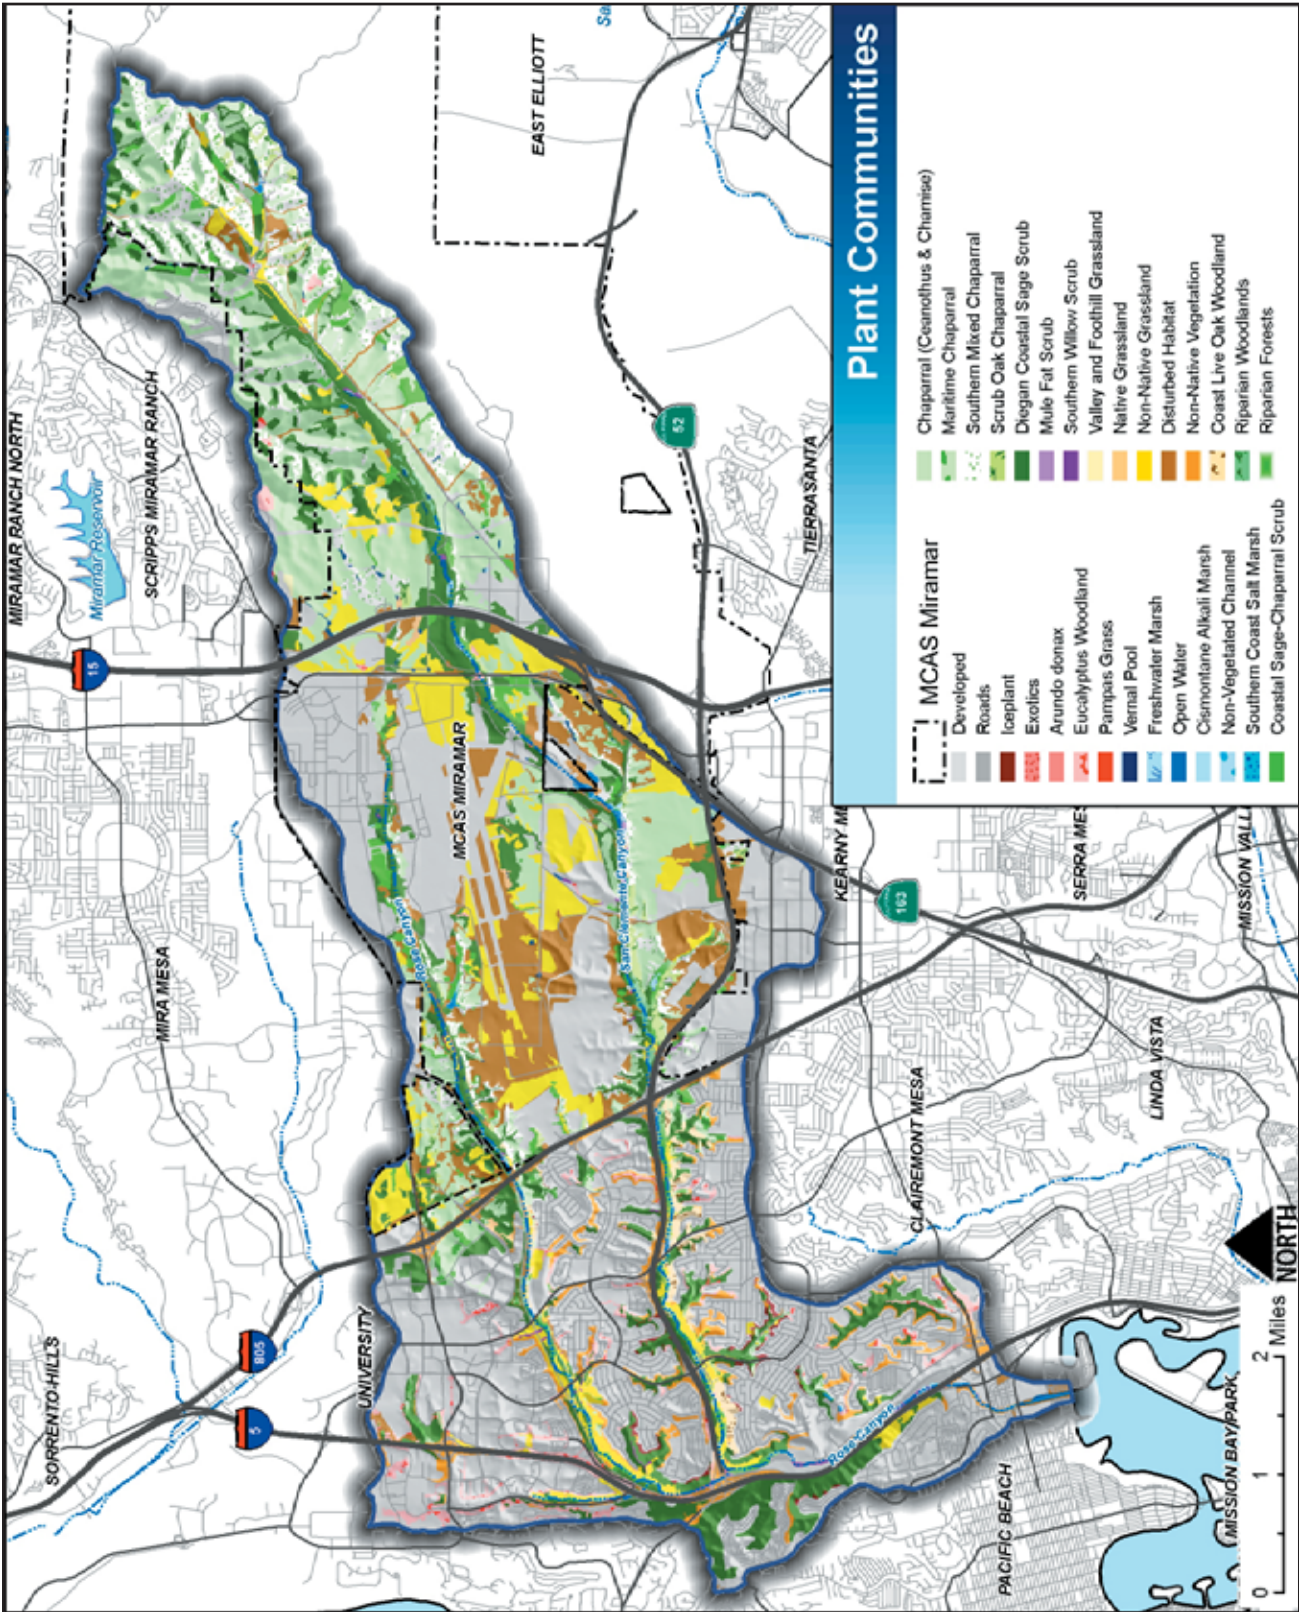 Plant Communities
MCAS Miramar
Developed
Roads
Iceplant
Exotics
Arundo donax
Eucalyptus Woodland
Pampas Grass
Vernal Pool
Freshwater Marsh
Open Water
Cismontane Alkali Marsh
Non-Vegetated Channel
Southern Coast Salt Marsh
Coastal Sage-Chaparral Scrub
Chaparral (Ceanothus & Chamise)
Maritime Chaparral
Southern Mixed Chaparral
Scrub Oak Chaparral
Diegan Coastal Sage Scrub
Mule Fat Scrub
Southern Willow Scrub
Valley and Foothill Grassland
Native Grassland
Non-Native Grassland
Disturbed Habitat
Non-Native Vegetation
Coast Live Oak Woodland
Riparian Woodlands
Riparian Forests
MIRAMAR RANCH NORTH
Miramar Reservoir
SCRIPPS MIRAMAR RANCH
15
EAST ELLIOTT
Sa
52
TIERRASANTA
MIRA MESA
MCAS MIRAMAR
Rose Canyon
San Clemente Canyon
KEARNY ME
163
SERRA MES
MISSION VALL
SORRENTO HILLS
805
5
UNIVERSITY
CLAIREMONT MESA
LINDA VISTA
Rose Canyon
PACIFIC BEACH
MISSION BAY PARK
0 1 2 Miles
NORTH